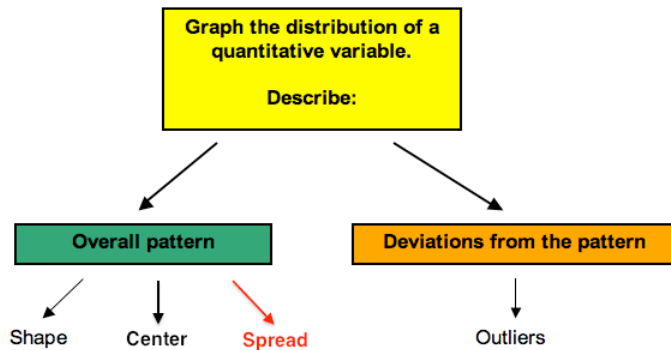 Graph the distribution of a
quantitative variable.
Describe:
Overall pattern
Deviations from the pattern
Shape
Center
Spread
Outliers